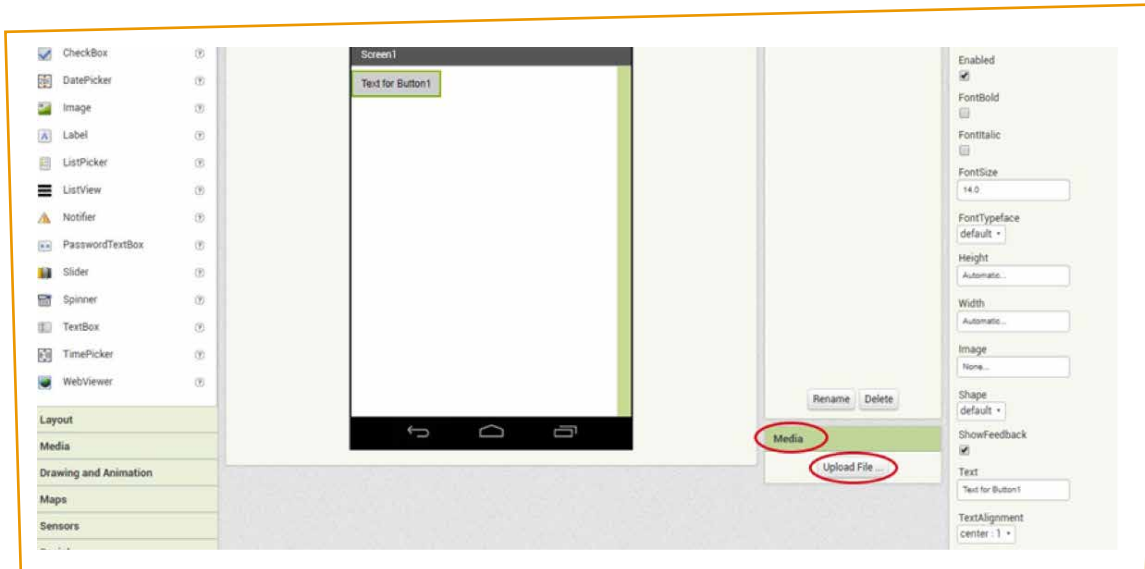 CheckBox
DatePicker
Image
Label
ListPicker
ListView
Notifier
PasswordTextBox
Slider
Spinner
TextBox
TimePicker
WebViewer
Layout
Media
Drawing and Animation
Maps
Sensors
Screen1
Text for Button1
Rename Delete
Media
Upload File ...
Enabled
FontBold
FontItalic
FontSize
14.0
FontTypeface
default
Height
Automatic...
Width
Automatic...
Image
None...
Shape
default
ShowFeedback
Text
Text for Button1
TextAlignment
center : 1